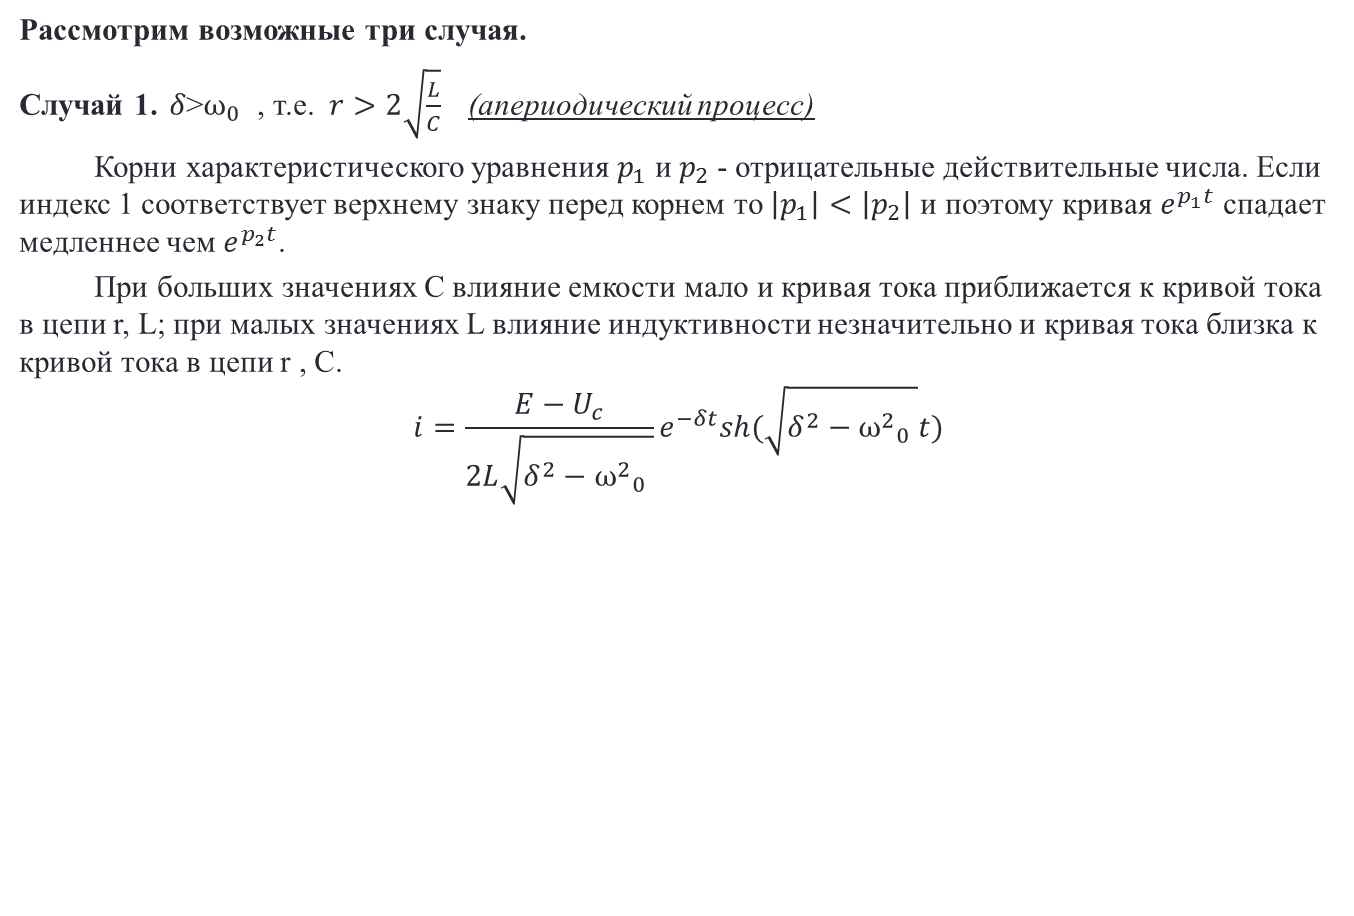 Рассмотрим возможные три случая.
Случай 1. δ>ω₀ , т.е. r > 2√(L/C) (апериодический процесс)
Корни характеристического уравнения p₁ и p₂ - отрицательные действительные числа. Если
индекс 1 соответствует верхнему знаку перед корнем то |p₁| < |p₂| и поэтому кривая e^(p₁t) спадает
медленнее чем e^(p₂t).
При больших значениях C влияние емкости мало и кривая тока приближается к кривой тока
в цепи r, L; при малых значениях L влияние индуктивности незначительно и кривая тока близка к
кривой тока в цепи r , C.
i = (E − U_c)/(2L√(δ² − ω²₀)) e^(−δt) sh(√(δ² − ω²₀) t)